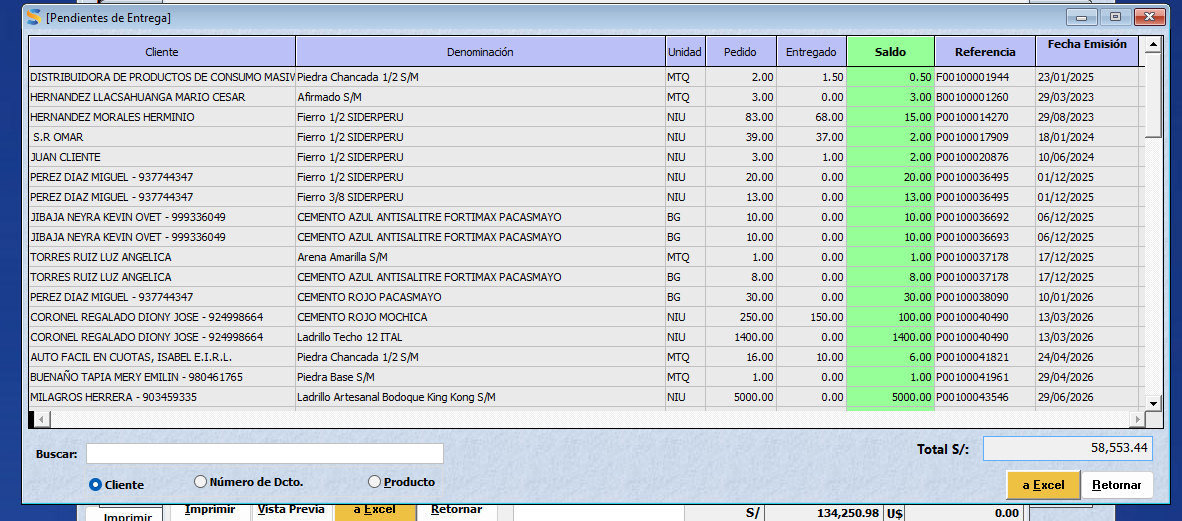 [Pendientes de Entrega]
Cliente Denominación Unidad Pedido Entregado Saldo Referencia Fecha Emisión
DISTRIBUIDORA DE PRODUCTOS DE CONSUMO MASIV Piedra Chancada 1/2 S/M MTQ 2.00 1.50 0.50 F00100001944 23/01/2025
HERNANDEZ LLACSAHUANGA MARIO CESAR Afirmado S/M MTQ 3.00 0.00 3.00 B00100001260 29/03/2023
HERNANDEZ MORALES HERMINIO Fierro 1/2 SIDERPERU NIU 83.00 68.00 15.00 P00100014270 29/08/2023
S.R OMAR Fierro 1/2 SIDERPERU NIU 39.00 37.00 2.00 P00100017909 18/01/2024
JUAN CLIENTE Fierro 1/2 SIDERPERU NIU 3.00 1.00 2.00 P00100020876 10/06/2024
PEREZ DIAZ MIGUEL - 937744347 Fierro 1/2 SIDERPERU NIU 20.00 0.00 20.00 P00100036495 01/12/2025
PEREZ DIAZ MIGUEL - 937744347 Fierro 3/8 SIDERPERU NIU 13.00 0.00 13.00 P00100036495 01/12/2025
JIBAJA NEYRA KEVIN OVET - 999336049 CEMENTO AZUL ANTISALITRE FORTIMAX PACASMAYO BG 10.00 0.00 10.00 P00100036692 06/12/2025
JIBAJA NEYRA KEVIN OVET - 999336049 CEMENTO AZUL ANTISALITRE FORTIMAX PACASMAYO BG 10.00 0.00 10.00 P00100036693 06/12/2025
TORRES RUIZ LUZ ANGELICA Arena Amarilla S/M MTQ 1.00 0.00 1.00 P00100037178 17/12/2025
TORRES RUIZ LUZ ANGELICA CEMENTO AZUL ANTISALITRE FORTIMAX PACASMAYO BG 8.00 0.00 8.00 P00100037178 17/12/2025
PEREZ DIAZ MIGUEL - 937744347 CEMENTO ROJO PACASMAYO BG 30.00 0.00 30.00 P00100038090 10/01/2026
CORONEL REGALADO DIONY JOSE - 924998664 CEMENTO ROJO MOCHICA NIU 250.00 150.00 100.00 P00100040490 13/03/2026
CORONEL REGALADO DIONY JOSE - 924998664 Ladrillo Techo 12 ITAL NIU 1400.00 0.00 1400.00 P00100040490 13/03/2026
AUTO FACIL EN CUOTAS, ISABEL E.I.R.L. Piedra Chancada 1/2 S/M MTQ 16.00 10.00 6.00 P00100041821 24/04/2026
BUENAÑO TAPIA MERY EMILIN - 980461765 Piedra Base S/M MTQ 1.00 0.00 1.00 P00100041961 29/04/2026
MILAGROS HERRERA - 903459335 Ladrillo Artesanal Bodoque King Kong S/M NIU 5000.00 0.00 5000.00 P00100043546 29/06/2026
Buscar: Total S/: 58,553.44
Cliente Número de Dcto. Producto a Excel Retornar
Imprimir Imprimir Vista Previa a Excel Retornar S/ 134,250.98 U$ 0.00